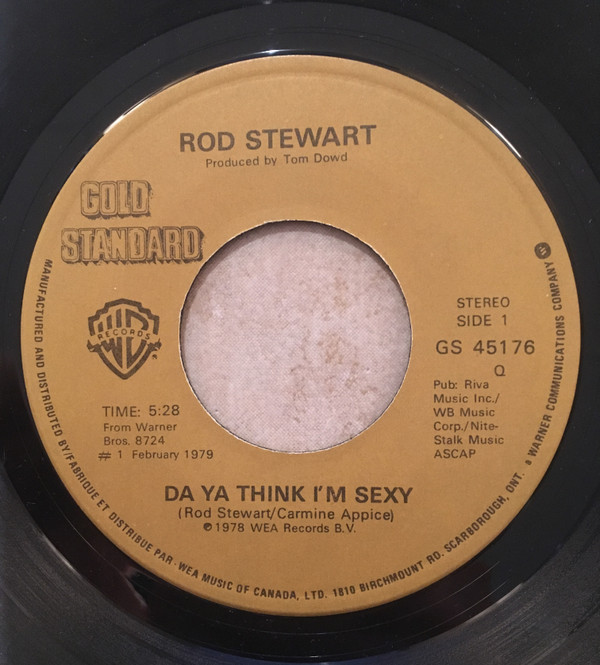 ROD STEWART
Produced by Tom Dowd
GOLD
STANDARD
W
RECORDS
®
TIME: 5:28
From Warner
Bros. 8724
# 1 February 1979
STEREO
SIDE 1
GS 45176
Q
Pub: Riva
Music Inc./
WB Music
Corp./Nite-
Stalk Music
ASCAP
DA YA THINK I'M SEXY
(Rod Stewart/Carmine Appice)
℗ 1978 WEA Records B.V.
MANUFACTURED AND DISTRIBUTED BY/FABRIQUE ET DISTRIBUE PAR · WEA MUSIC OF CANADA, LTD. 1810 BIRCHMOUNT RD. SCARBOROUGH, ONT. a WARNER COMMUNICATIONS COMPANY